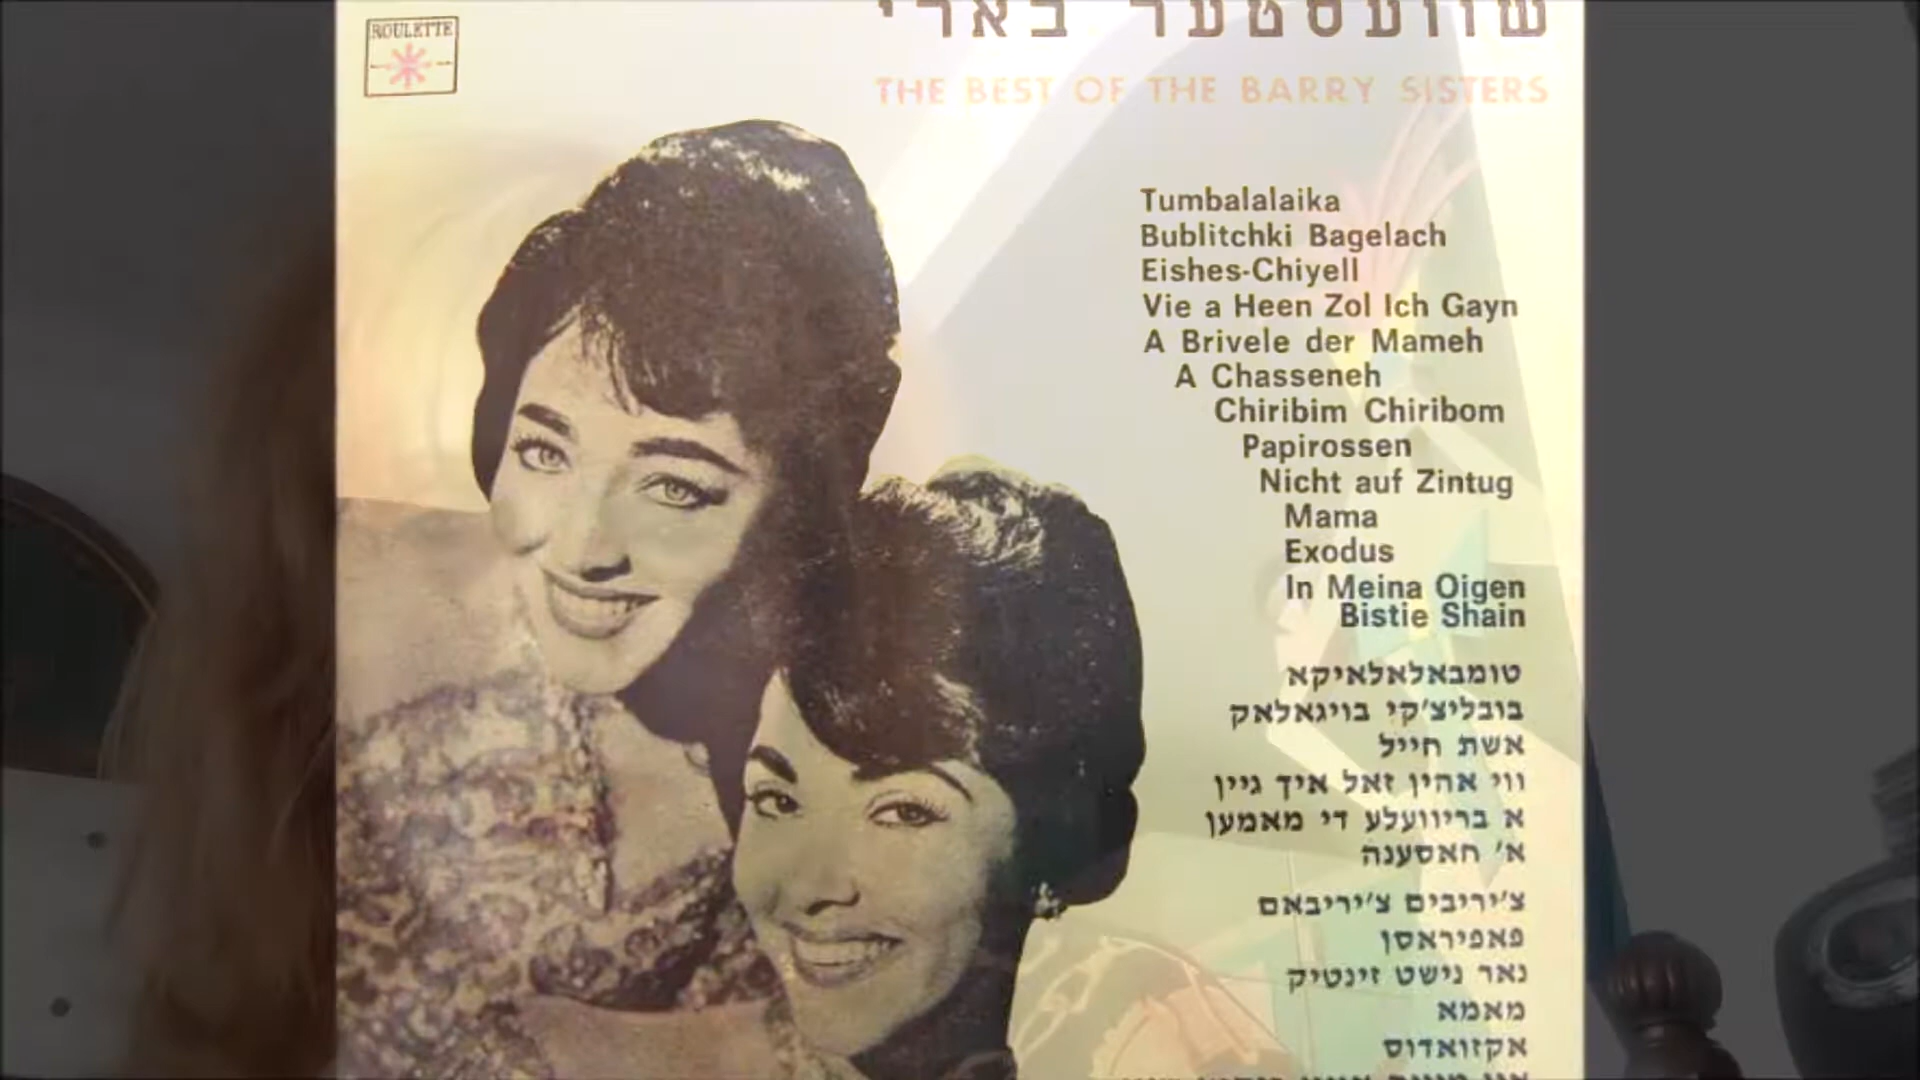 ROULETTE
שוועסטער בארי
THE BEST OF THE BARRY SISTERS
Tumbalalaika
Bublitchki Bagelach
Eishes-Chiyell
Vie a Heen Zol Ich Gayn
A Brivele der Mameh
A Chasseneh
Chiribim Chiribom
Papirossen
Nicht auf Zintug
Mama
Exodus
In Meina Oigen
Bistie Shain
טומבאלאלאיקא
בובליצ'קי בויגאלאק
אשת חייל
ווי אהין זאל איך גיין
א בריוועלע די מאמען
א' חאסענה
צ'יריבים צ'יריבאם
פאפיראסן
נאר נישט זינטיק
מאמא
אקזואדוס